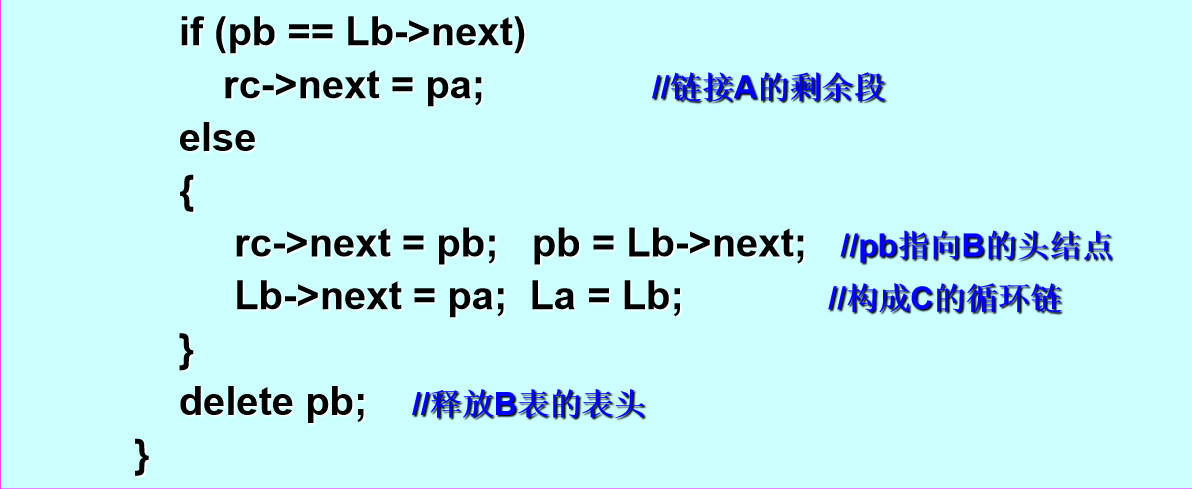 if (pb == Lb->next)
rc->next = pa; //链接A的剩余段
else
{
rc->next = pb; pb = Lb->next; //pb指向B的头结点
Lb->next = pa; La = Lb; //构成C的循环链
}
delete pb; //释放B表的表头
}